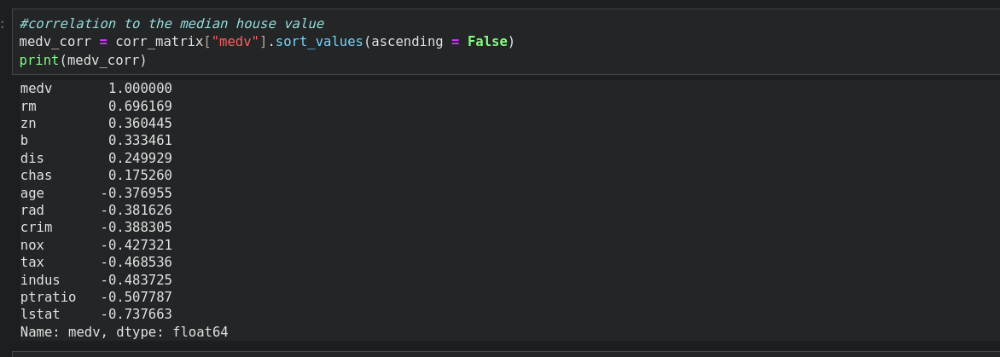 :
#correlation to the median house value
medv_corr = corr_matrix["medv"].sort_values(ascending = False)
print(medv_corr)
medv       1.000000
rm         0.696169
zn         0.360445
b          0.333461
dis        0.249929
chas       0.175260
age       -0.376955
rad       -0.381626
crim      -0.388305
nox       -0.427321
tax       -0.468536
indus     -0.483725
ptratio   -0.507787
lstat     -0.737663
Name: medv, dtype: float64